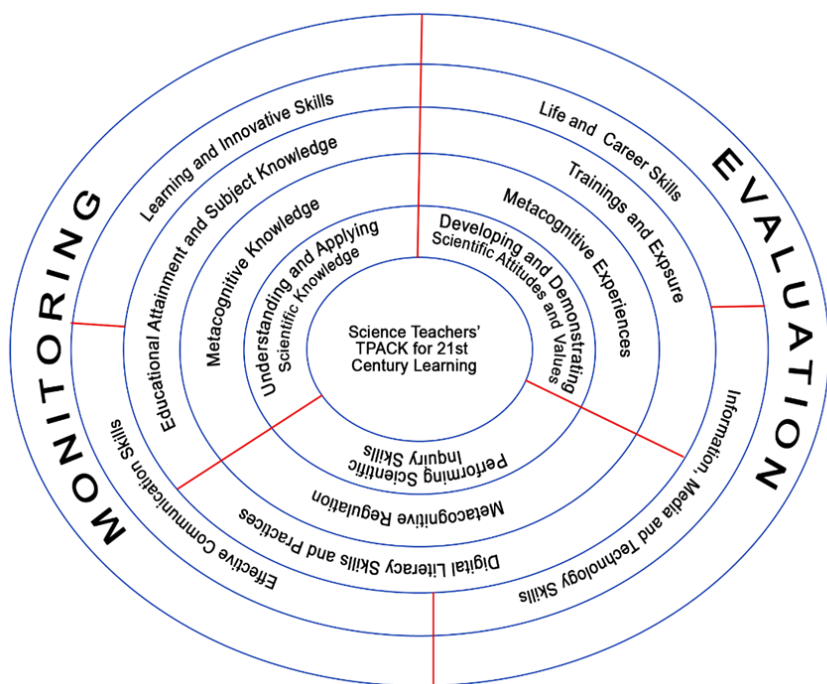 MONITORING
EVALUATION
Learning and Innovative Skills
Life and Career Skills
Information, Media and Technology Skills
Effective Communication Skills
Educational Attainment and Subject Knowledge
Trainings and Expsure
Digital Literacy Skills and Practices
Metacognitive Knowledge
Metacognitive Experiences
Metacognitive Regulation
Understanding and Applying
Scientific Knowledge
Developing and Demonstrating
Scientific Attitudes and Values
Performing Scientific
Inquiry Skills
Science Teachers'
TPACK for 21st
Century Learning